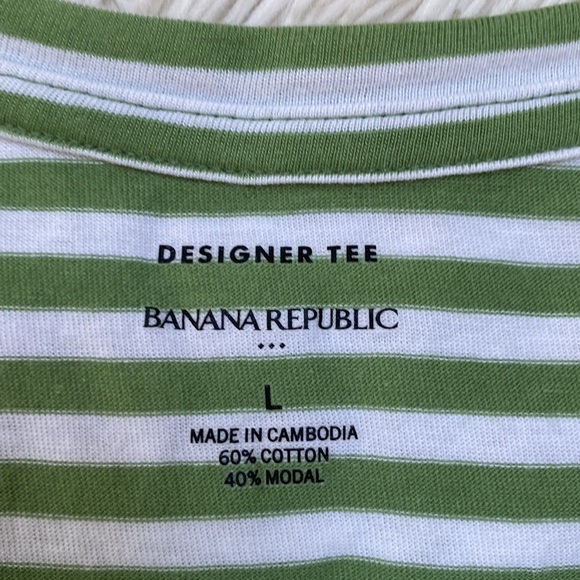 DESIGNER TEE
BANANA REPUBLIC
L
MADE IN CAMBODIA
60% COTTON
40% MODAL